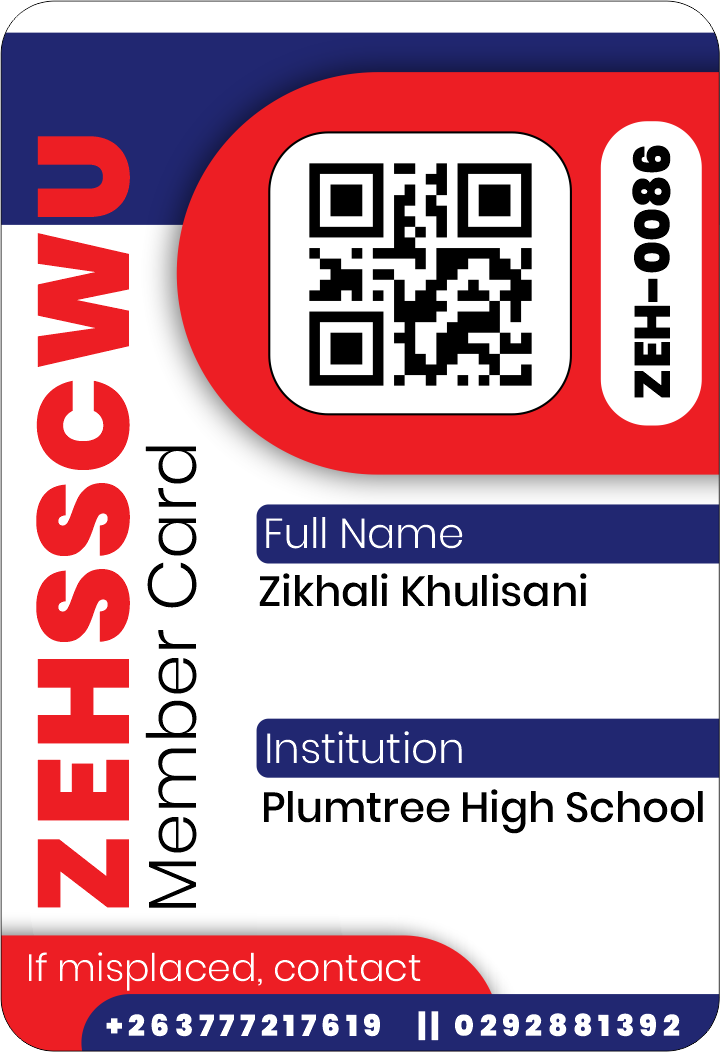 ZEHSSCWU
Member Card
ZEH-0086
Full Name
Zikhali Khulisani
Institution
Plumtree High School
If misplaced, contact
+263777217619 || 0292881392